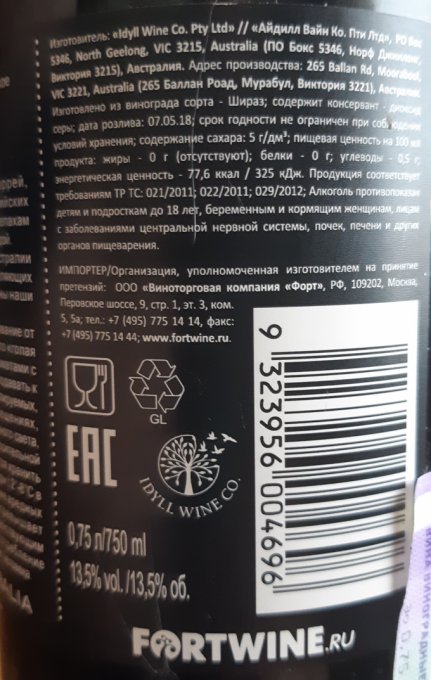 Изготовитель: «Idyll Wine Co. Pty Ltd» // «Айдилл Вайн Ко. Пти Лтд», PO Box
5346, North Geelong, VIC 3215, Australia (ПО Бокс 5346, Норф Джилонг,
Виктория 3215), Австралия. Адрес производства: 265 Ballan Rd, Moorabool,
VIC 3221, Australia (265 Баллан Роад, Мурабул, Виктория 3221), Австралия.
Изготовлено из винограда сорта - Шираз; содержит консервант - диоксид
серы; дата розлива: 07.05.18; срок годности не ограничен при соблюдении
условий хранения; содержание сахара: 5 г/дм³; пищевая ценность на 100 мл
продукта: жиры - 0 г (отсутствуют); белки - 0 г; углеводы - 0,5 г;
энергетическая ценность - 77,6 ккал / 325 кДж. Продукция соответствует
требованиям ТР ТС: 021/2011; 022/2011; 029/2012; Алкоголь противопоказан
детям и подросткам до 18 лет, беременным и кормящим женщинам, лицам
с заболеваниями центральной нервной системы, почек, печени и других
органов пищеварения.
ИМПОРТЕР/Организация, уполномоченная изготовителем на принятие
претензий: ООО «Виноторговая компания «Форт», РФ, 109202, Москва,
Перовское шоссе, 9, стр. 1, эт. 3, ком.
5, 5а; тел.: +7 (495) 775 14 14, факс:
+7 (495) 775 14 44; www.fortwine.ru.
GL
EAC
IDYLL WINE CO.
0,75 л/750 ml
13,5% vol. /13,5% об.
9 323956 004696
FORTWINE.RU